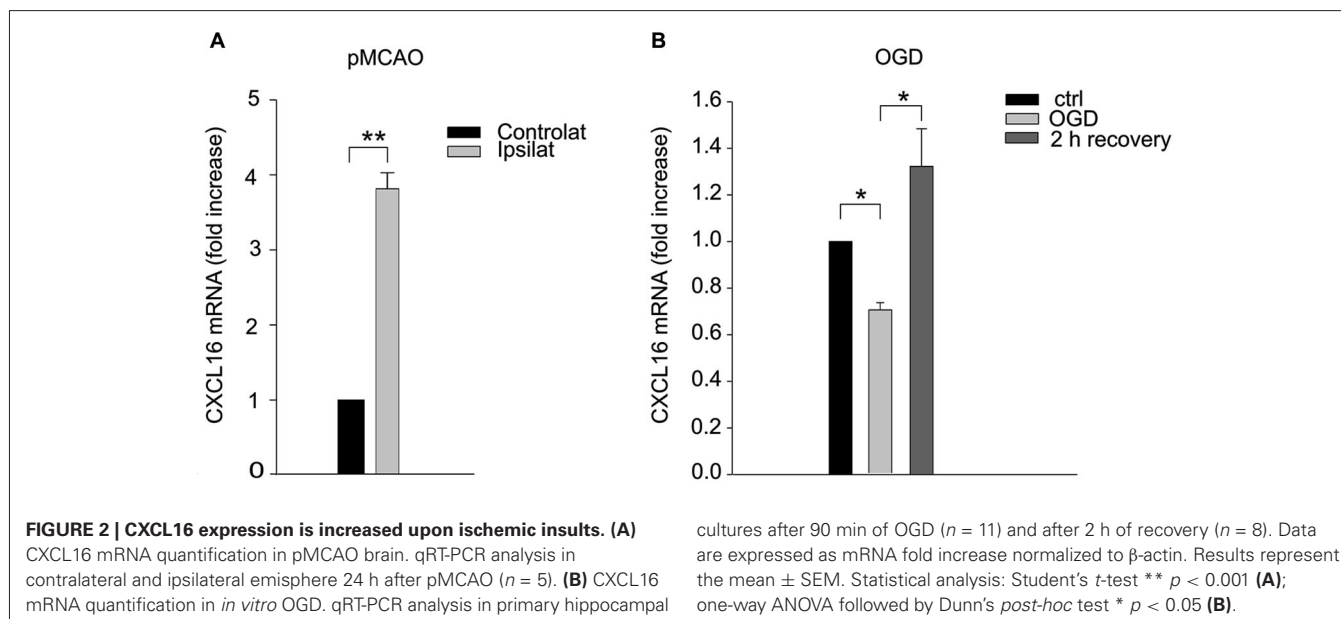 A
pMCAO
CXCL16 mRNA (fold increase)
5
4
3
2
1
0
**
Controlat
Ipsilat
B
OGD
CXCL16 mRNA (fold increase)
1.6
1.4
1.2
1.0
0.8
0.6
0.4
0.2
0.0
*
*
ctrl
OGD
2 h recovery
FIGURE 2 | CXCL16 expression is increased upon ischemic insults. (A)
CXCL16 mRNA quantification in pMCAO brain. qRT-PCR analysis in
contralateral and ipsilateral emisphere 24 h after pMCAO (n = 5). (B) CXCL16
mRNA quantification in in vitro OGD. qRT-PCR analysis in primary hippocampal
cultures after 90 min of OGD (n = 11) and after 2 h of recovery (n = 8). Data
are expressed as mRNA fold increase normalized to β-actin. Results represent
the mean ± SEM. Statistical analysis: Student's t-test ** p < 0.001 (A);
one-way ANOVA followed by Dunn's post-hoc test * p < 0.05 (B).